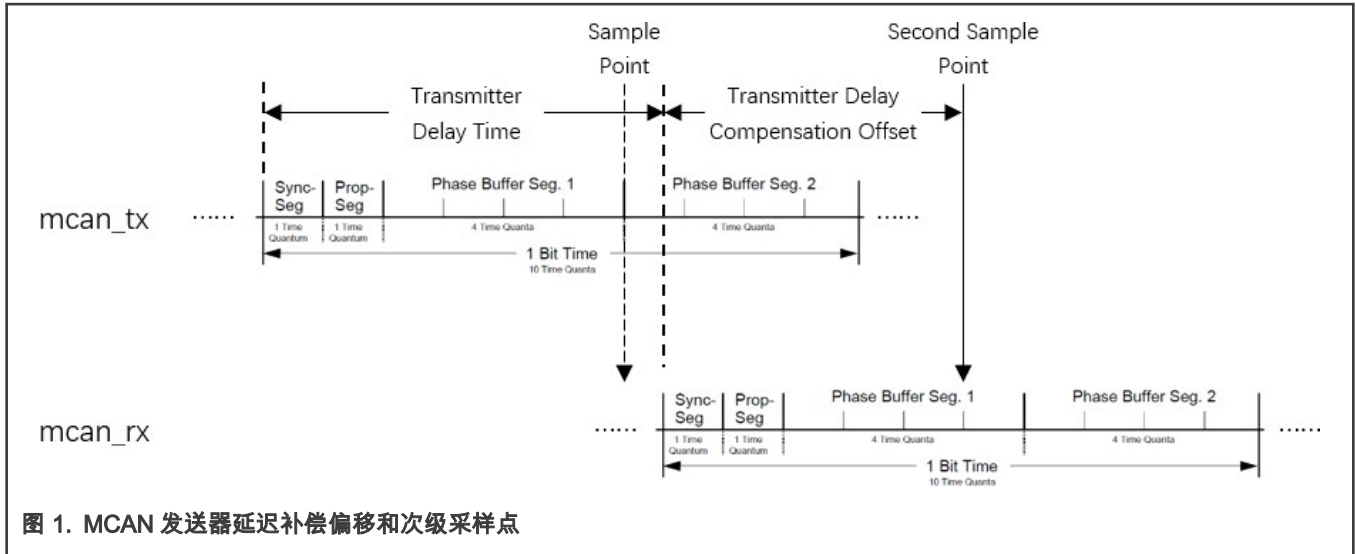 Sample
Point
Second Sample
Point
Transmitter
Delay Time
Transmitter Delay
Compensation Offset
mcan_tx
......
Sync-
Seg
Prop-
Seg
Phase Buffer Seg. 1
Phase Buffer Seg. 2
1 Time
Quantum
1 Time
Quantum
4 Time Quanta
4 Time Quanta
......
1 Bit Time
10 Time Quanta
mcan_rx
......
Sync-
Seg
Prop-
Seg
Phase Buffer Seg. 1
Phase Buffer Seg. 2
1 Time
Quantum
1 Time
Quantum
4 Time Quanta
4 Time Quanta
......
1 Bit Time
10 Time Quanta
图 1. MCAN 发送器延迟补偿偏移和次级采样点